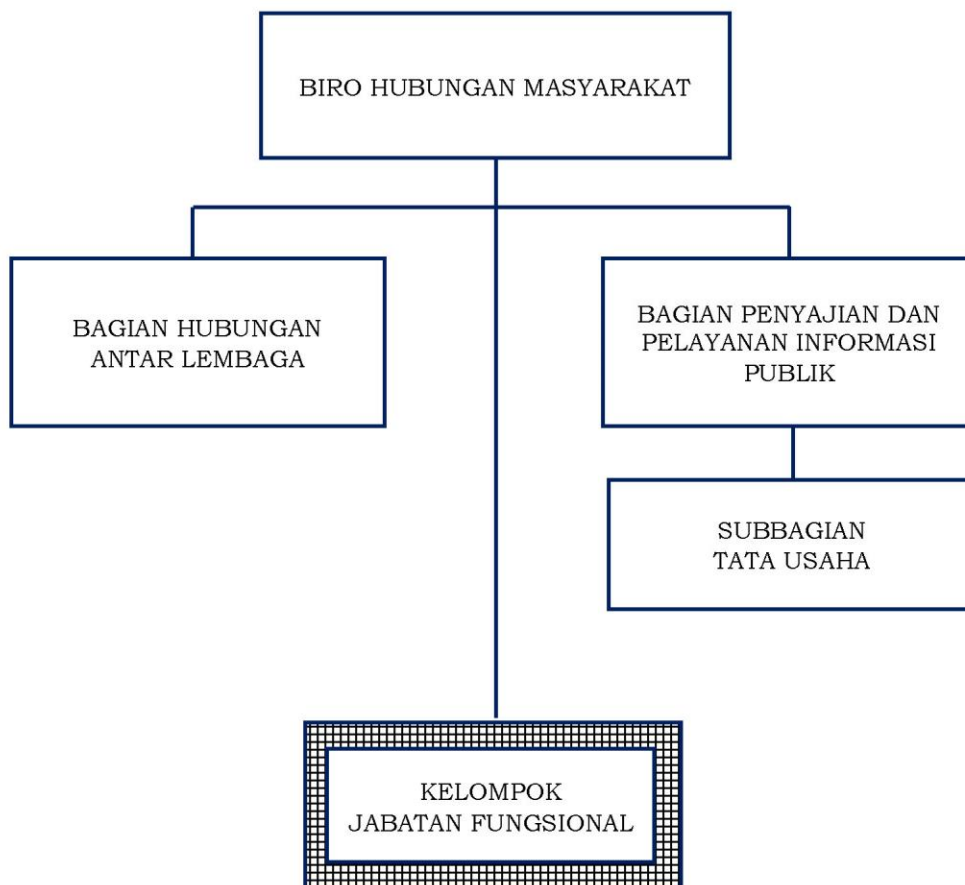 BIRO HUBUNGAN MASYARAKAT
BAGIAN HUBUNGAN
ANTAR LEMBAGA
BAGIAN PENYAJIAN DAN
PELAYANAN INFORMASI
PUBLIK
SUBBAGIAN
TATA USAHA
KELOMPOK
JABATAN FUNGSIONAL